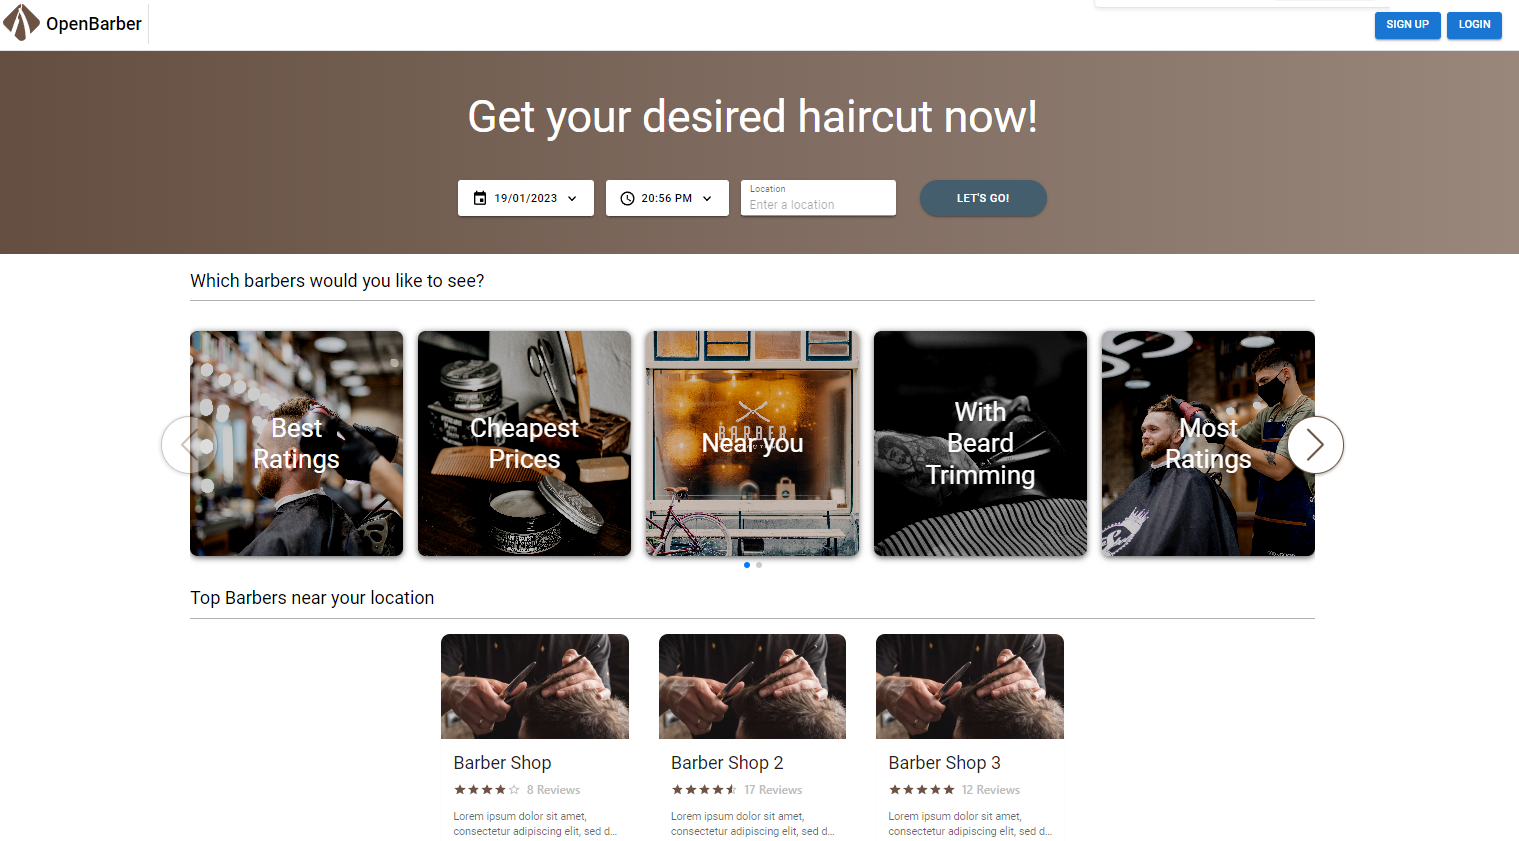 OpenBarber
SIGN UP
LOGIN
Get your desired haircut now!
19/01/2023
20:56 PM
Location
Enter a location
LET'S GO!
Which barbers would you like to see?
Best
Ratings
Cheapest
Prices
BARBER
Near you
With
Beard
Trimming
Most
Ratings
Top Barbers near your location
Barber Shop
8 Reviews
Lorem ipsum dolor sit amet,
consectetur adipiscing elit, sed d...
Barber Shop 2
17 Reviews
Lorem ipsum dolor sit amet,
consectetur adipiscing elit, sed d...
Barber Shop 3
12 Reviews
Lorem ipsum dolor sit amet,
consectetur adipiscing elit, sed d...